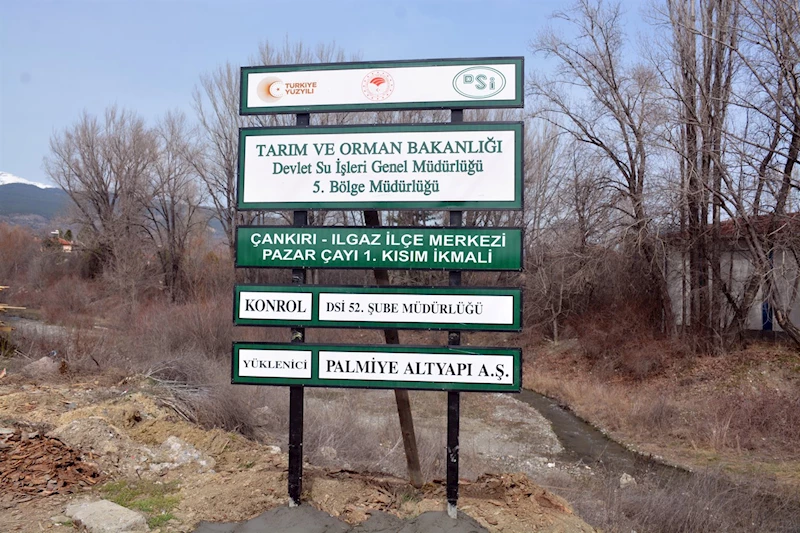 TÜRKİYE
YÜZYILI
DSİ
TARIM VE ORMAN BAKANLIĞI
Devlet Su İşleri Genel Müdürlüğü
5. Bölge Müdürlüğü
ÇANKIRI - ILGAZ İLÇE MERKEZİ
PAZAR ÇAYI 1. KISIM İKMALİ
KONROL DSİ 52. ŞUBE MÜDÜRLÜĞÜ
YÜKLENİCİ PALMİYE ALTYAPI A.Ş.